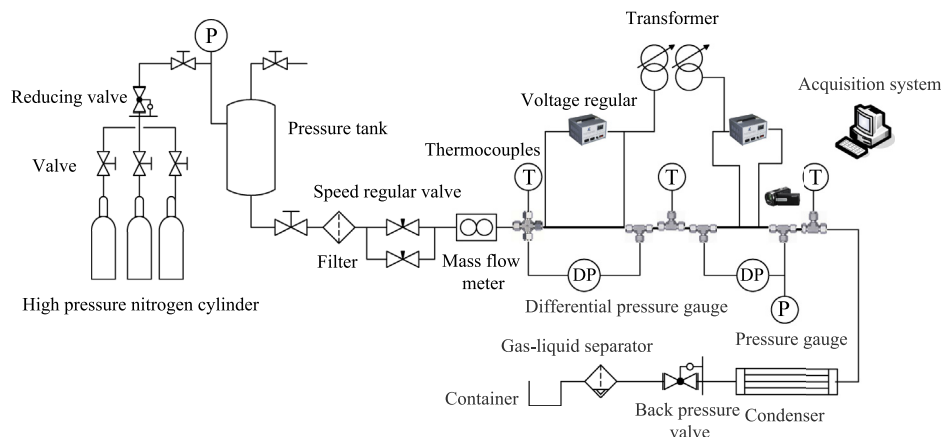 Transformer
P
Reducing valve
Voltage regular
Acquisition system
Pressure tank
Valve
Thermocouples
T
T
T
Speed regular valve
Filter
Mass flow
meter
DP
DP
High pressure nitrogen cylinder
Differential pressure gauge
P
Pressure gauge
Gas-liquid separator
Container
Back pressure
valve
Condenser